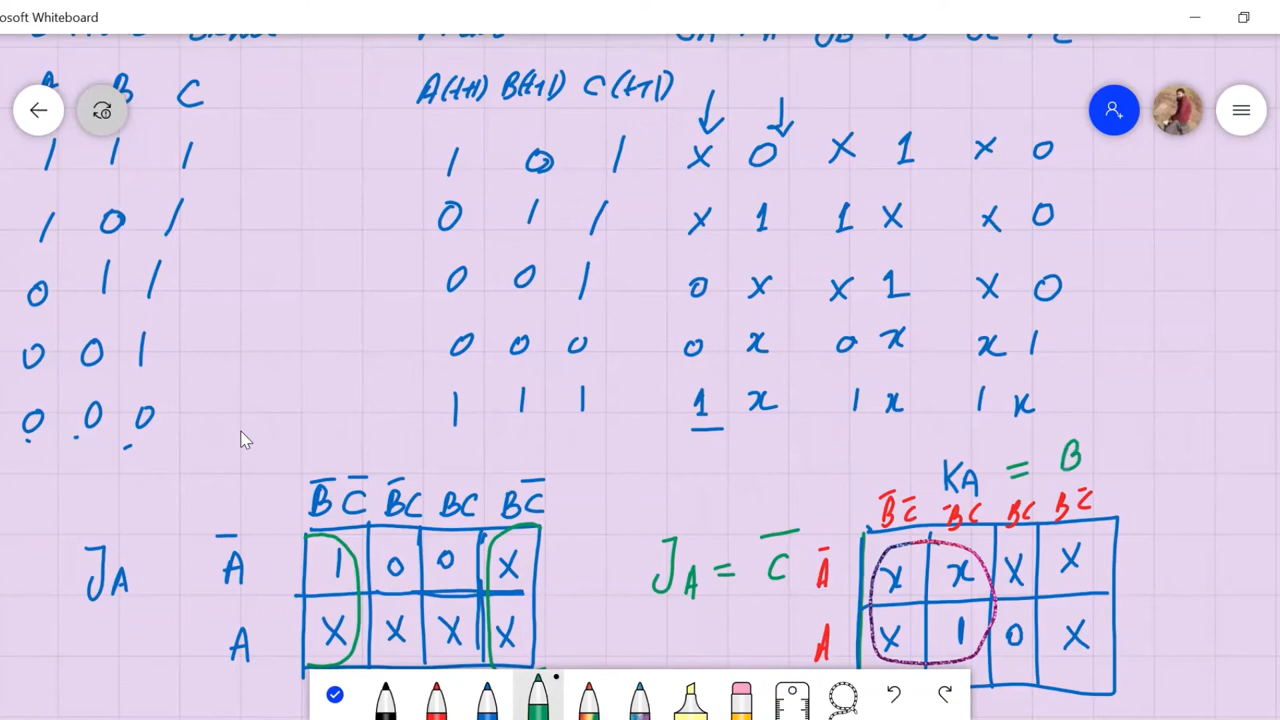 osoft Whiteboard
A B C A(t+1) B(t+1) C(t+1)
1 1 1 1 0 1 x 0 x 1 x 0
1 0 1 0 1 1 x 1 1 x x 0
0 1 1 0 0 1 0 x x 1 x 0
0 0 1 0 0 0 0 x 0 x x 1
0 0 0 1 1 1 1 x 1 x 1 x
KA = B
B̅ C̅ B̅C BC BC̅ B̅C̅ B̅C BC BC̅
JA A̅ 1 0 0 X JA = C̅ A̅ x x X X
A X X X X A X 1 0 X